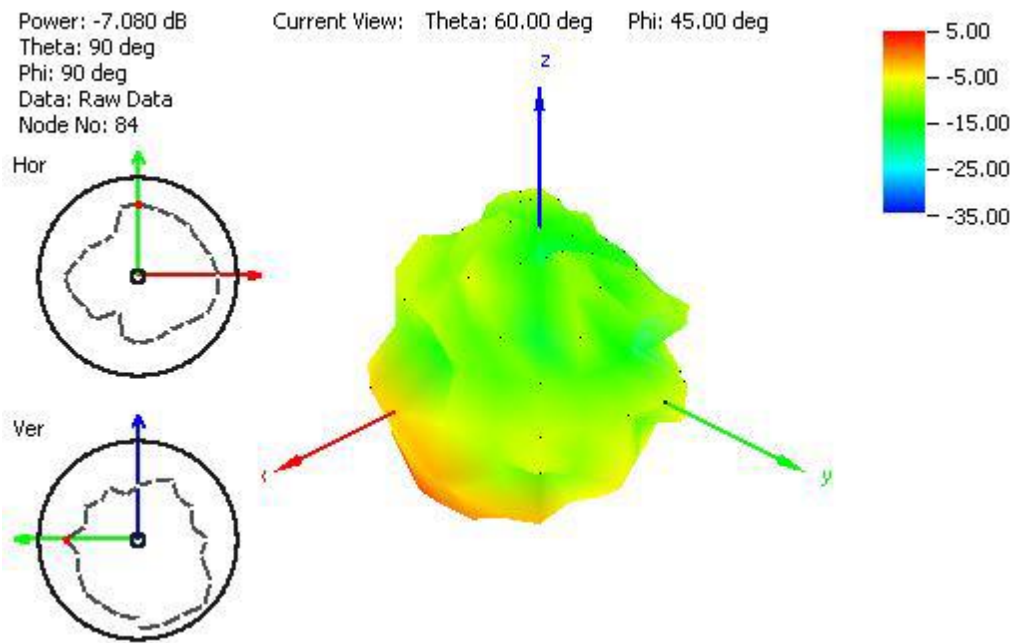 Power: -7.080 dB
Theta: 90 deg
Phi: 90 deg
Data: Raw Data
Node No: 84
Current View: Theta: 60.00 deg Phi: 45.00 deg
5.00
-5.00
-15.00
-25.00
-35.00
z
Hor
x
y
Ver